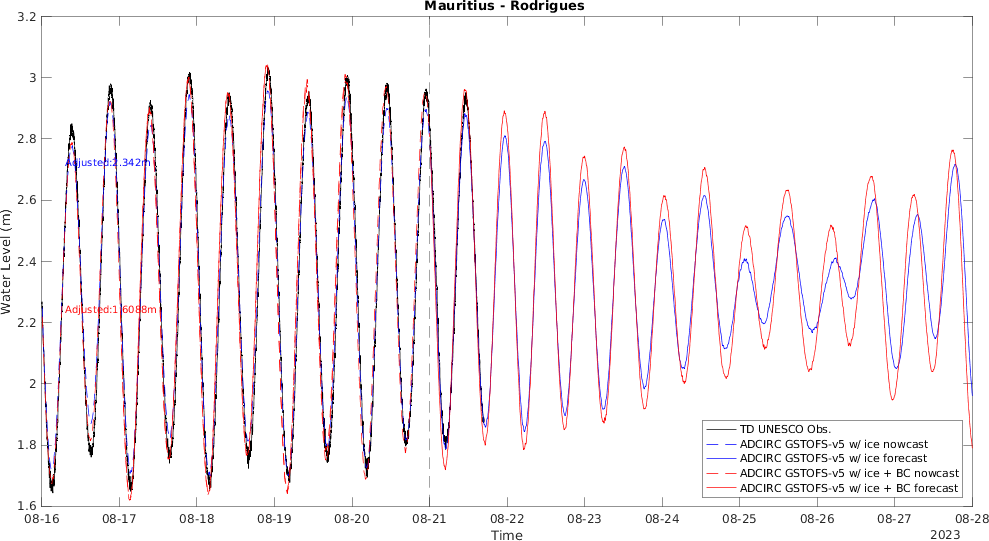 Mauritius - Rodrigues
3.2
3
2.8
2.6
2.4
2.2
2
1.8
1.6
Water Level (m)
Adjusted:2.342m
Adjusted:1.6088m
TD UNESCO Obs.
ADCIRC GSTOFS-v5 w/ ice nowcast
ADCIRC GSTOFS-v5 w/ ice forecast
ADCIRC GSTOFS-v5 w/ ice + BC nowcast
ADCIRC GSTOFS-v5 w/ ice + BC forecast
08-16 08-17 08-18 08-19 08-20 08-21 08-22 08-23 08-24 08-25 08-26 08-27 08-28
Time
2023